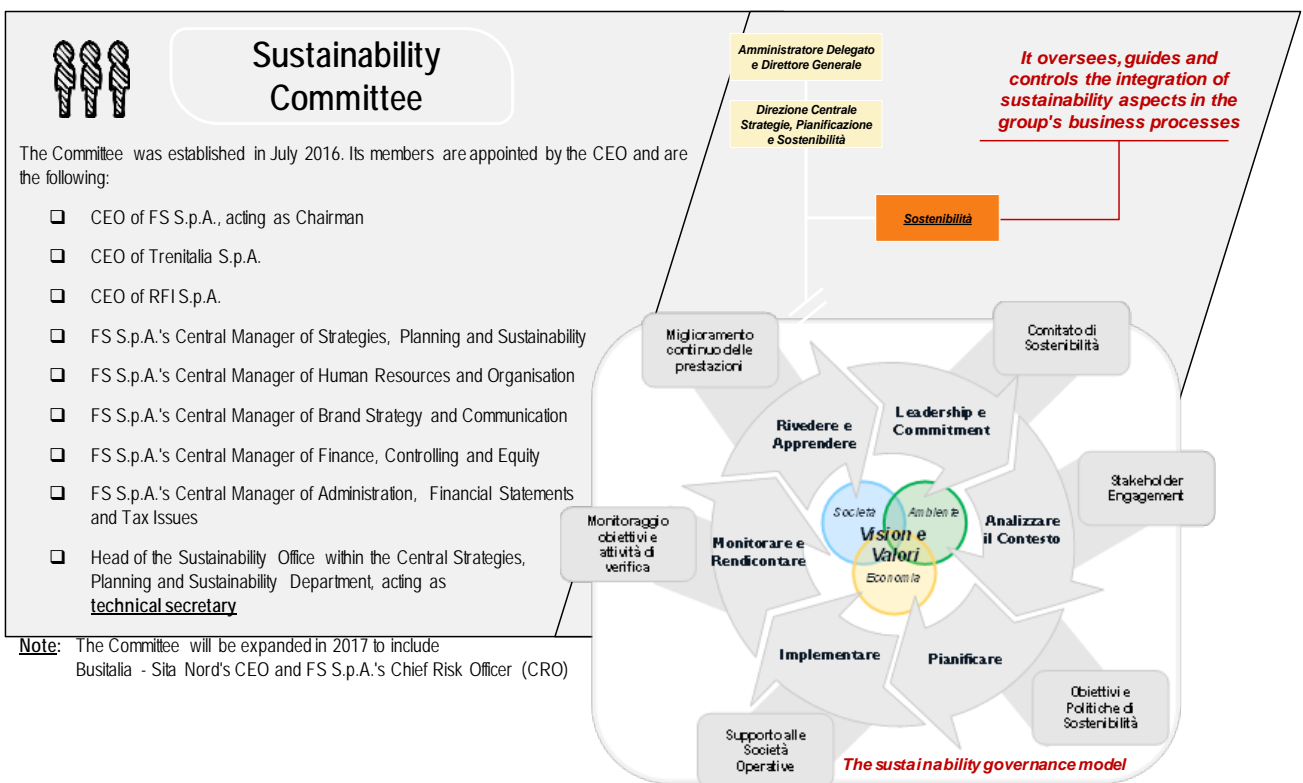 Sustainability
Committee
The Committee was established in July 2016. Its members are appointed by the CEO and are
the following:
CEO of FS S.p.A., acting as Chairman
CEO of Trenitalia S.p.A.
CEO of RFI S.p.A.
FS S.p.A.'s Central Manager of Strategies, Planning and Sustainability
FS S.p.A.'s Central Manager of Human Resources and Organisation
FS S.p.A.'s Central Manager of Brand Strategy and Communication
FS S.p.A.'s Central Manager of Finance, Controlling and Equity
FS S.p.A.'s Central Manager of Administration, Financial Statements
and Tax Issues
Head of the Sustainability Office within the Central Strategies,
Planning and Sustainability Department, acting as
technical secretary
Note: The Committee will be expanded in 2017 to include
Busitalia - Sita Nord's CEO and FS S.p.A.'s Chief Risk Officer (CRO)
Amministratore Delegato
e Direttore Generale
Direzione Centrale
Strategie, Pianificazione
e Sostenibilità
Sostenibilità
It oversees, guides and
controls the integration of
sustainability aspects in the
group's business processes
Miglioramento
continuo delle
prestazioni
Comitato di
Sostenibilità
Rivedere e
Apprendere
Leadership e
Commitment
Stakeholder
Engagement
Società
Ambiente
Vision e
Valori
Economia
Analizzare
il Contesto
Monitoraggio
obiettivi e
attività di
verifica
Monitorare e
Rendicontare
Implementare
Pianificare
Obiettivi e
Politiche di
Sostenibilità
Supporto alle
Società
Operative
The sustainability governance model